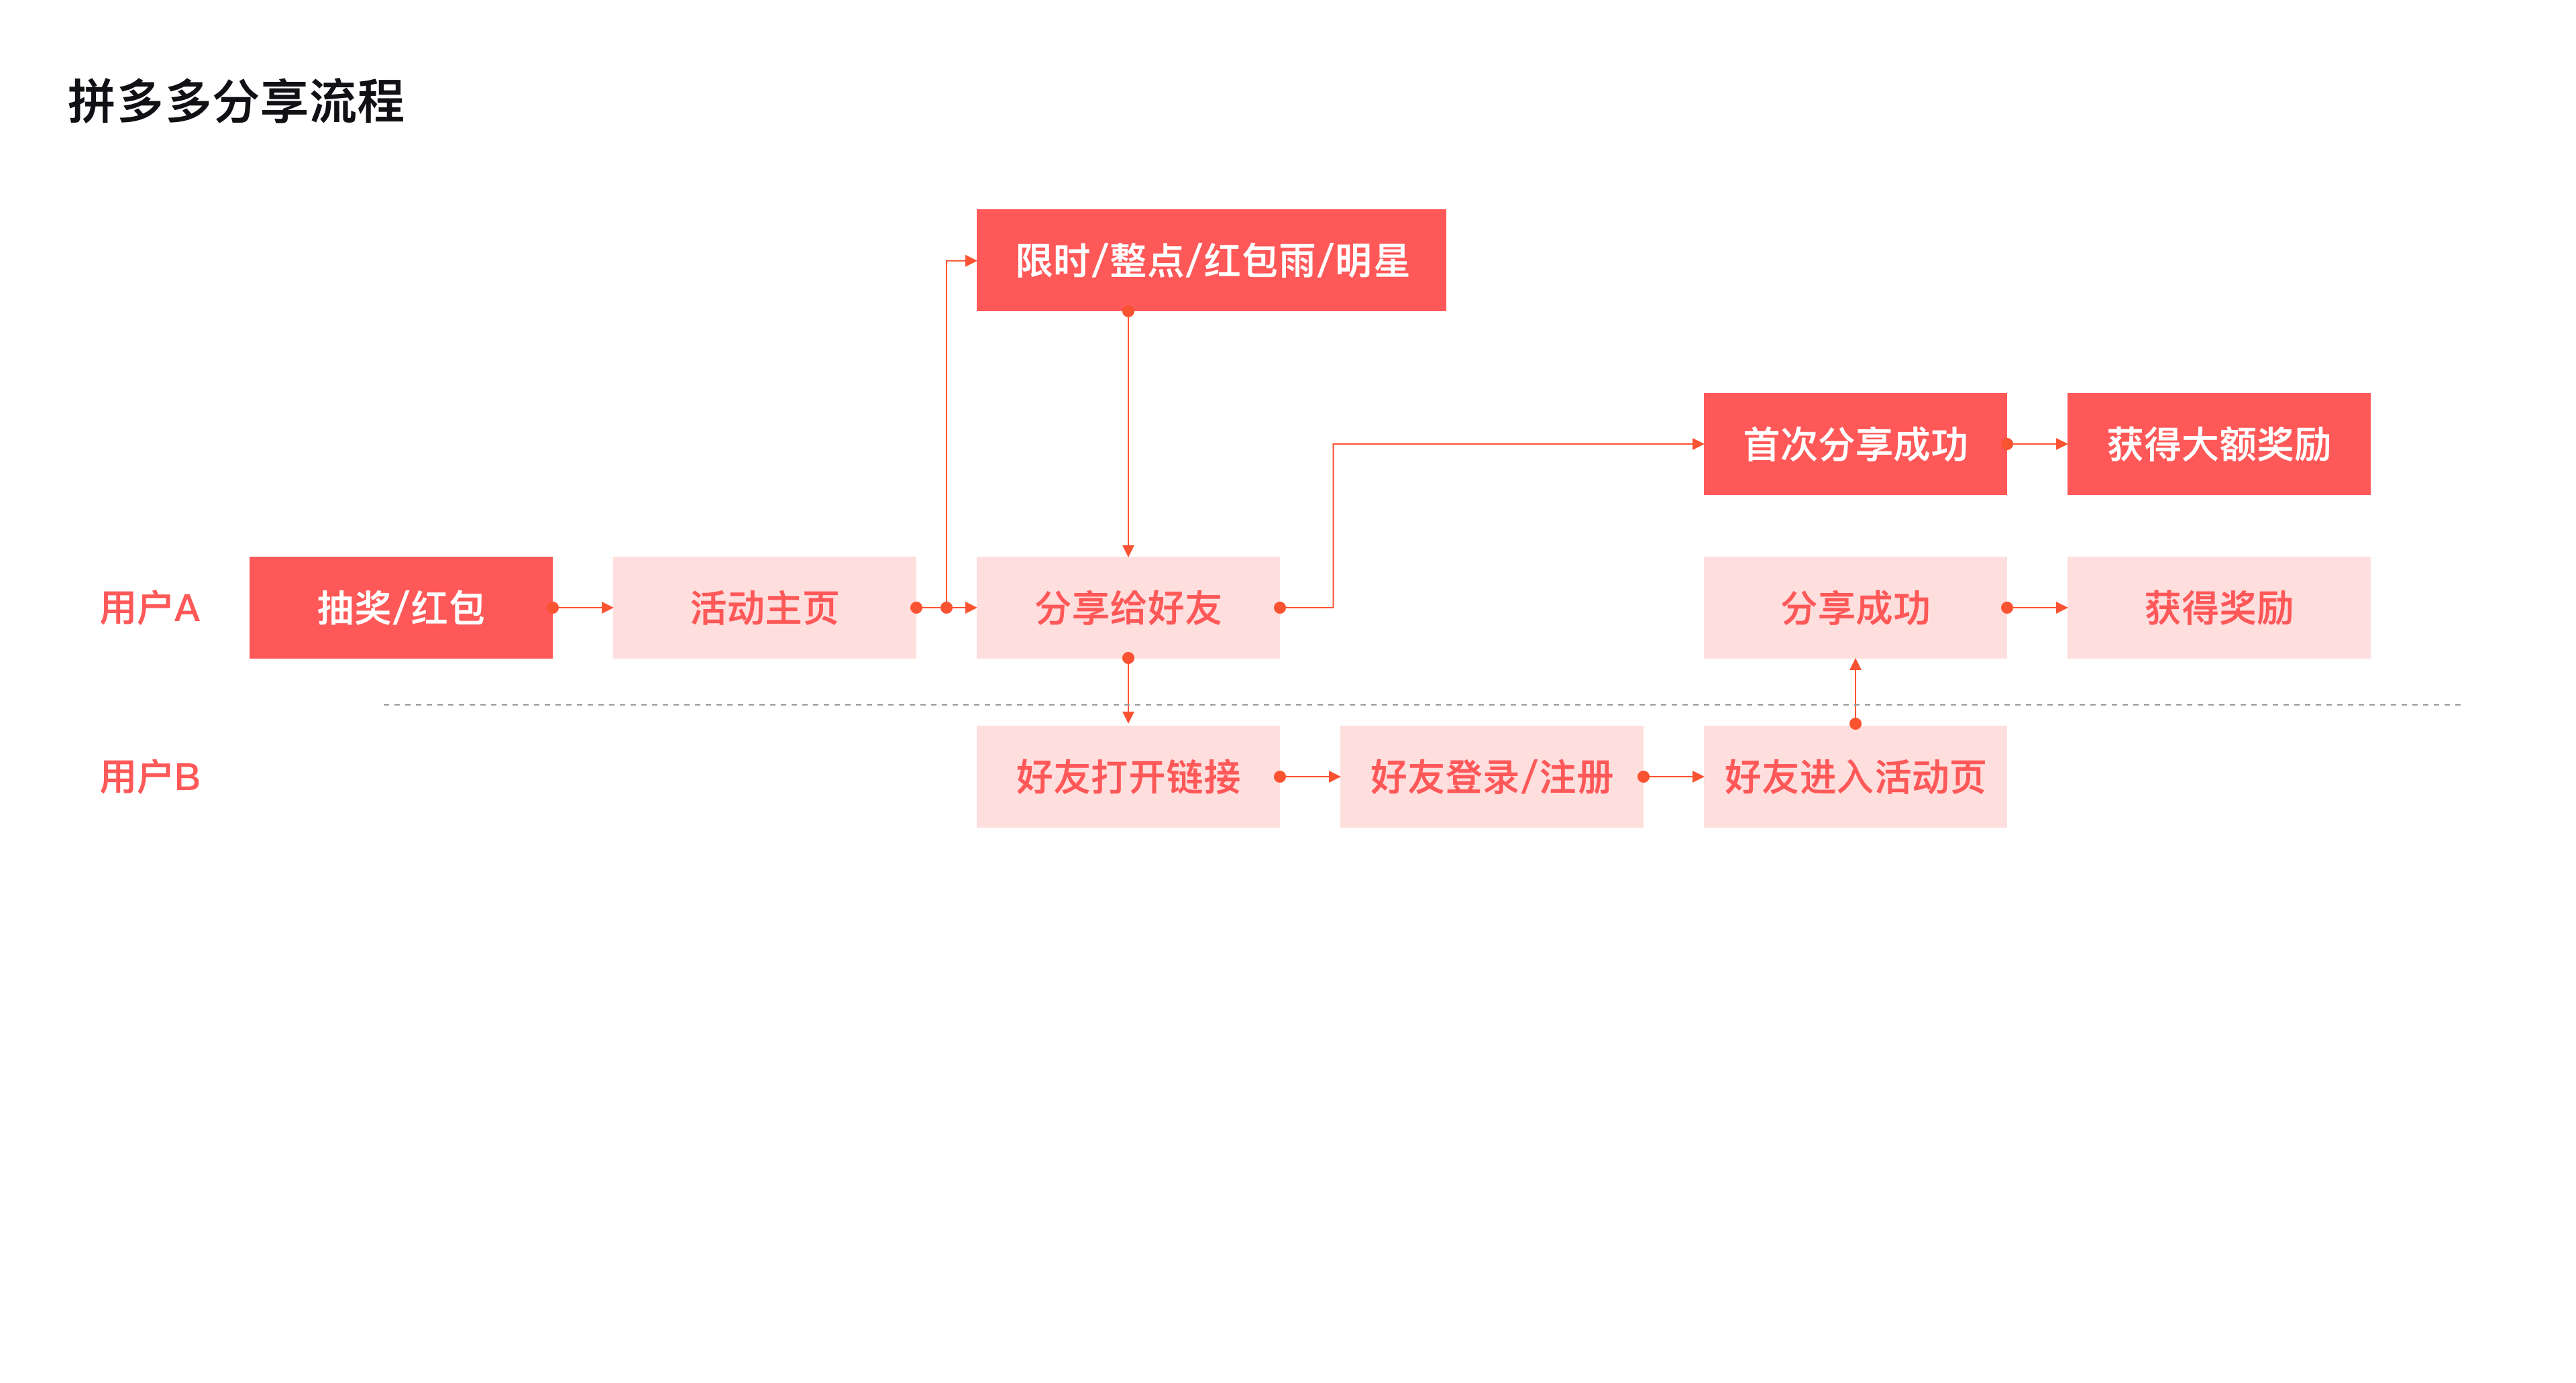 拼多多分享流程
限时/整点/红包雨/明星
首次分享成功
获得大额奖励
用户A
抽奖/红包
活动主页
分享给好友
分享成功
获得奖励
用户B
好友打开链接
好友登录/注册
好友进入活动页